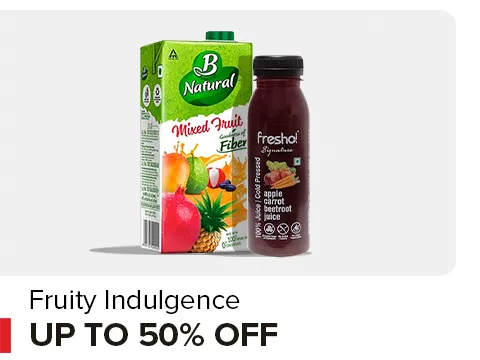 B
Natural
Mixed Fruit
Goodness of
Fiber
fresho!
Signature
100% Juice | Cold Pressed
apple
carrot
beetroot
juice
Fruity Indulgence
UP TO 50% OFF